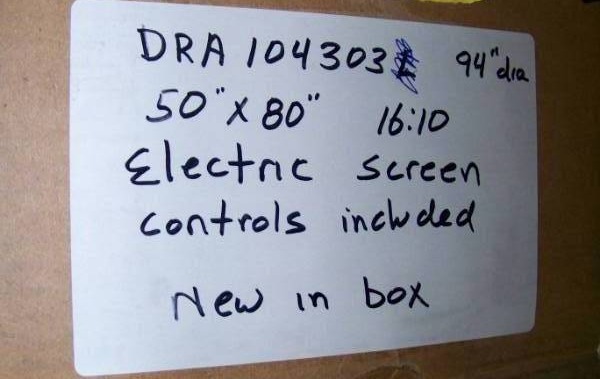 DRA 104303 94" dia
50" x 80" 16:10
Electric screen
controls included
New in box